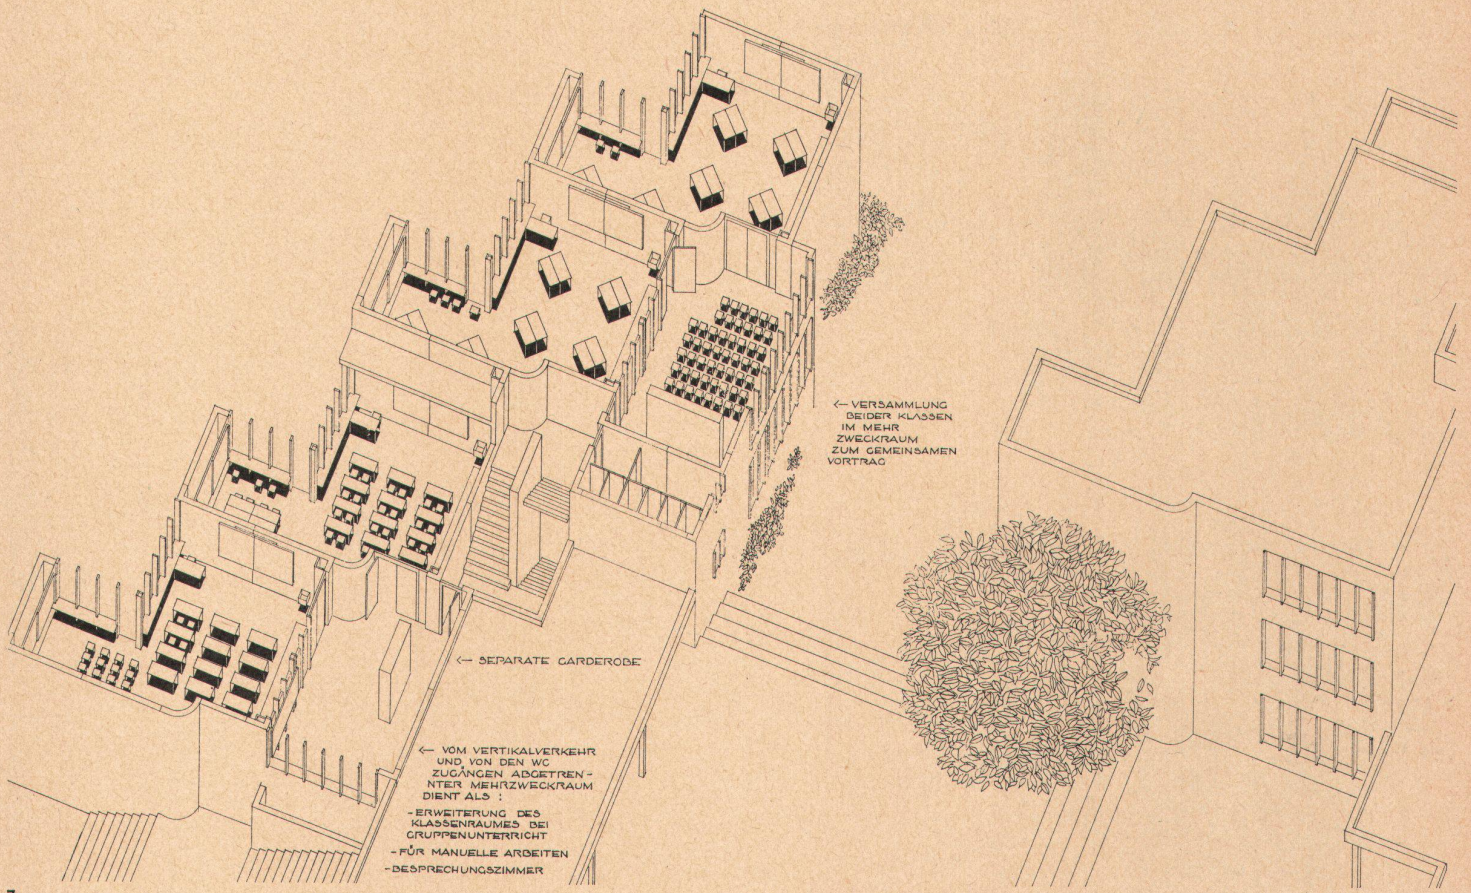 ← VERSAMMLUNG
BEIDER KLASSEN
IM MEHR
ZWECKRAUM
ZUM GEMEINSAMEN
VORTRAG
← SEPARATE GARDEROBE
← VOM VERTIKALVERKEHR
UND VON DEN WC
ZUGÄNGEN ABGETREN-
NTER MEHRZWECKRAUM
DIENT ALS :
-ERWEITERUNG DES
KLASSENRAUMES BEI
GRUPPENUNTERRICHT
-FÜR MANUELLE ARBEITEN
-BESPRECHUNGSZIMMER